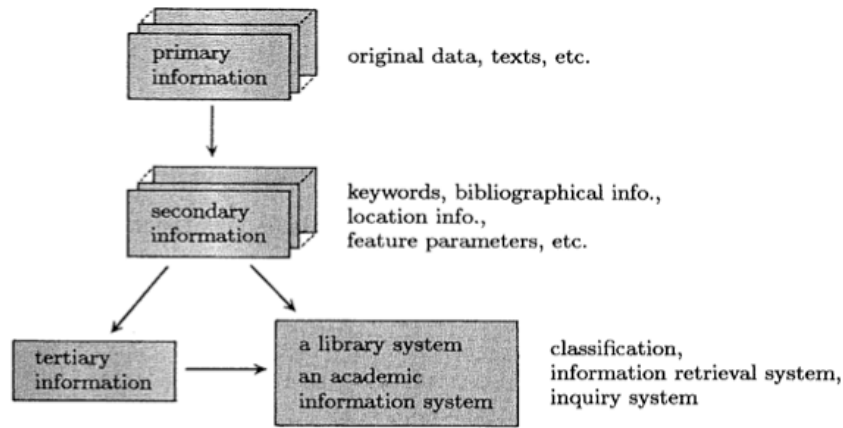 primary
information
original data, texts, etc.
secondary
information
keywords, bibliographical info.,
location info.,
feature parameters, etc.
tertiary
information
a library system
an academic
information system
classification,
information retrieval system,
inquiry system